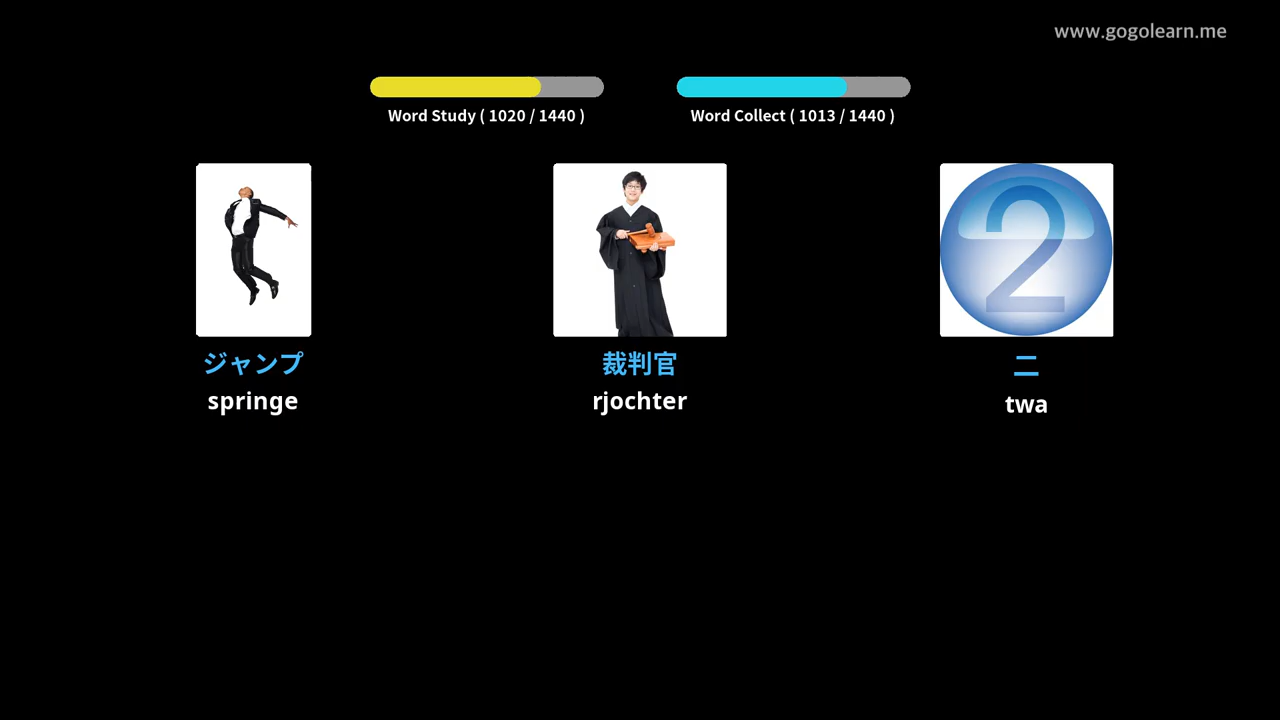 www.gogolearn.me
Word Study ( 1020 / 1440 )
Word Collect ( 1013 / 1440 )
2
ジャンプ
裁判官
二
springe
rjochter
twa